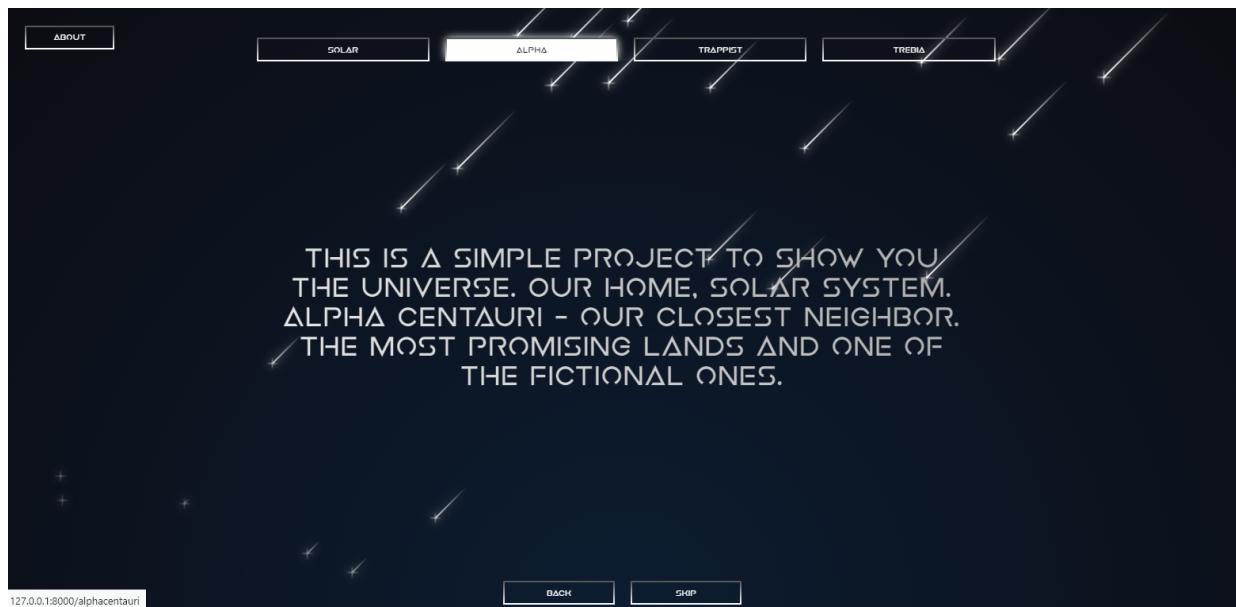 ABOUT
SOLAR
ALPHA
TRAPPIST
TREBIA
THIS IS A SIMPLE PROJECT TO SHOW YOU
THE UNIVERSE. OUR HOME, SOLAR SYSTEM.
ALPHA CENTAURI - OUR CLOSEST NEIGHBOR.
THE MOST PROMISING LANDS AND ONE OF
THE FICTIONAL ONES.
BACK
SKIP
127.0.0.1:8000/alphacentauri